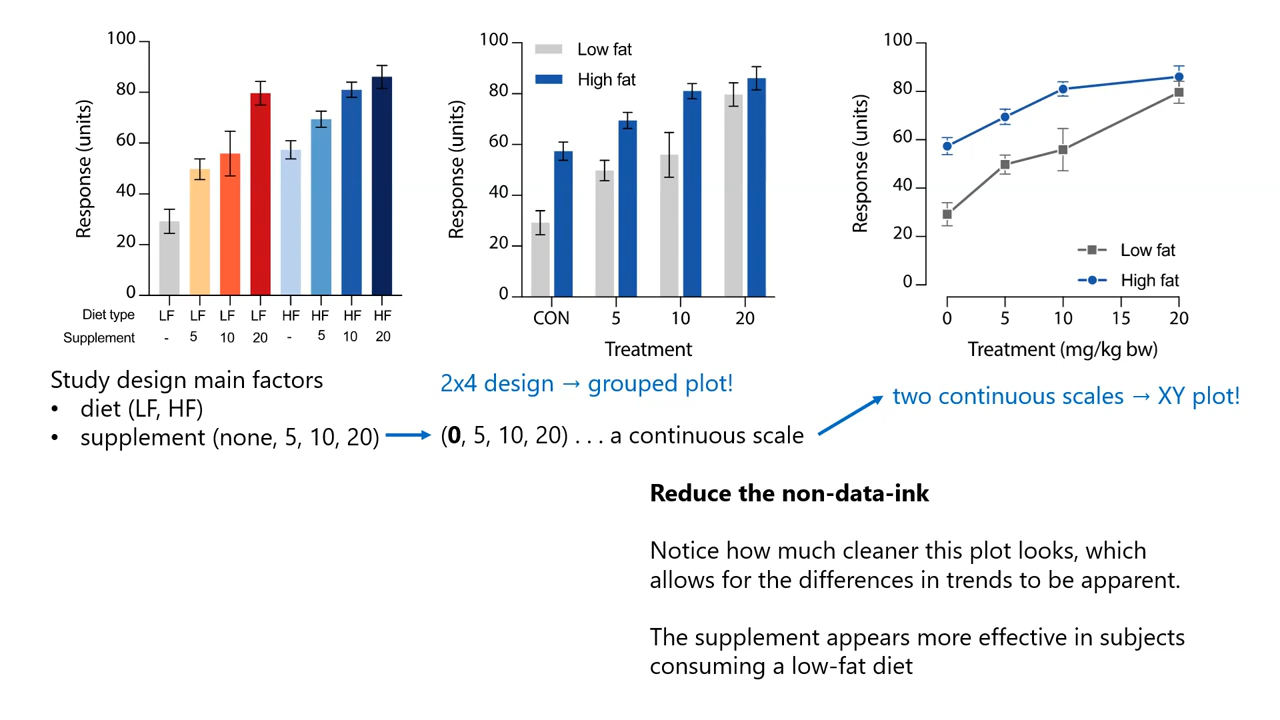 100
80
60
40
20
0
Response (units)
Diet type LF LF LF LF HF HF HF HF
Supplement - 5 10 20 - 5 10 20
100
80
60
40
20
0
Response (units)
Low fat
High fat
CON 5 10 20
Treatment
100
80
60
40
20
0
Response (units)
Low fat
High fat
0 5 10 15 20
Treatment (mg/kg bw)
Study design main factors
• diet (LF, HF)
• supplement (none, 5, 10, 20)
2x4 design → grouped plot!
(0, 5, 10, 20) . . . a continuous scale
two continuous scales → XY plot!
Reduce the non-data-ink
Notice how much cleaner this plot looks, which
allows for the differences in trends to be apparent.
The supplement appears more effective in subjects
consuming a low-fat diet